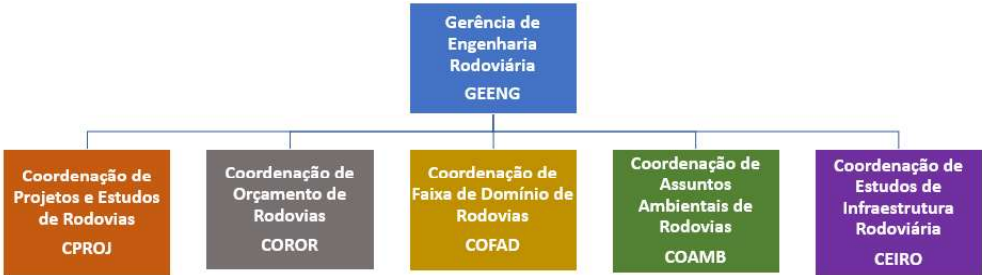 Gerência de
Engenharia
Rodoviária
GEENG
Coordenação de
Projetos e Estudos
de Rodovias
CPROJ
Coordenação de
Orçamento de
Rodovias
COROR
Coordenação de
Faixa de Domínio de
Rodovias
COFAD
Coordenação de
Assuntos
Ambientais de
Rodovias
COAMB
Coordenação de
Estudos de
Infraestrutura
Rodoviária
CEIRO